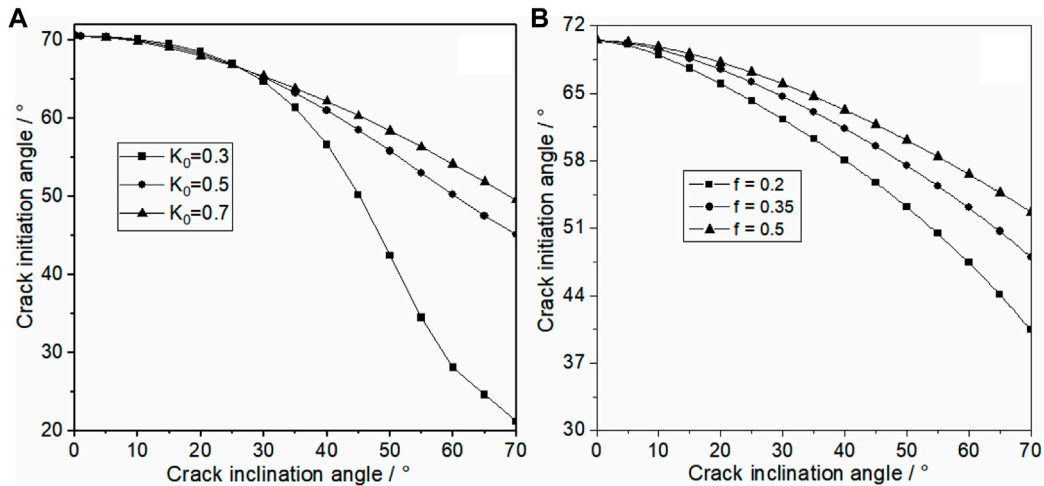 A
Crack initiation angle / °
70
60
50
40
30
20
K₀=0.3
K₀=0.5
K₀=0.7
0 10 20 30 40 50 60 70
Crack inclination angle / °
B
Crack initiation angle / °
72
65
58
51
44
37
30
f = 0.2
f = 0.35
f = 0.5
0 10 20 30 40 50 60 70
Crack inclination angle / °